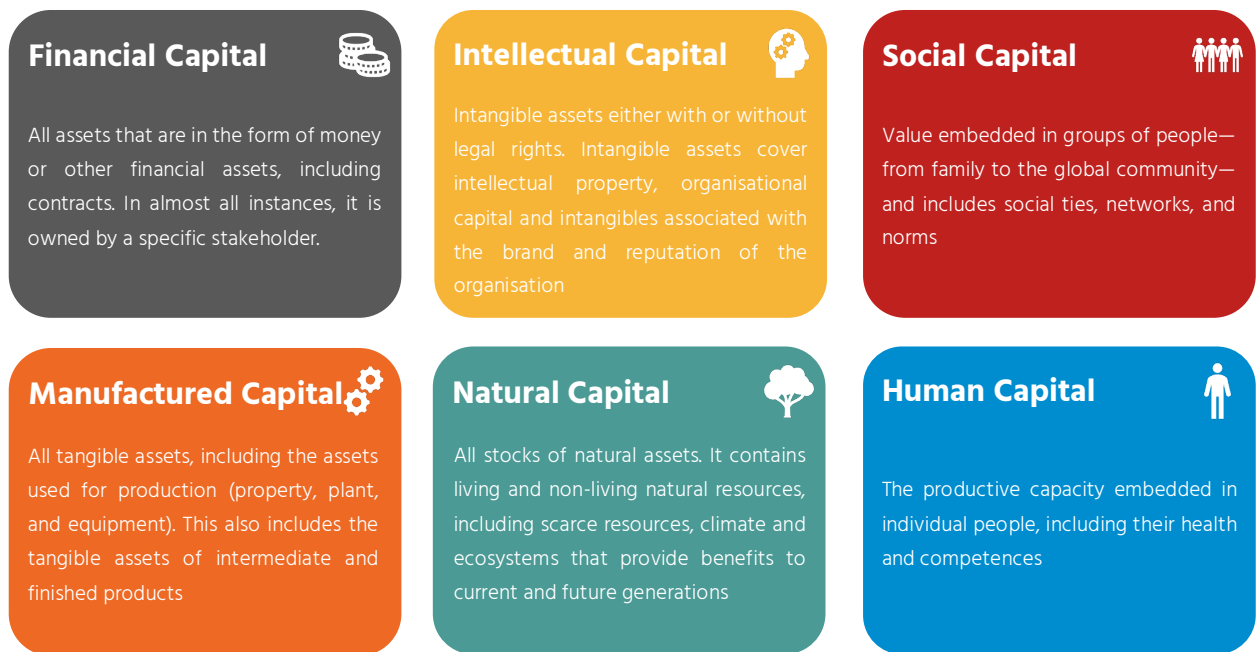 Financial Capital
All assets that are in the form of money
or other financial assets, including
contracts. In almost all instances, it is
owned by a specific stakeholder.
Intellectual Capital
Intangible assets either with or without
legal rights. Intangible assets cover
intellectual property, organisational
capital and intangibles associated with
the brand and reputation of the
organisation
Social Capital
Value embedded in groups of people—
from family to the global community—
and includes social ties, networks, and
norms
Manufactured Capital
All tangible assets, including the assets
used for production (property, plant,
and equipment). This also includes the
tangible assets of intermediate and
finished products
Natural Capital
All stocks of natural assets. It contains
living and non-living natural resources,
including scarce resources, climate and
ecosystems that provide benefits to
current and future generations
Human Capital
The productive capacity embedded in
individual people, including their health
and competences